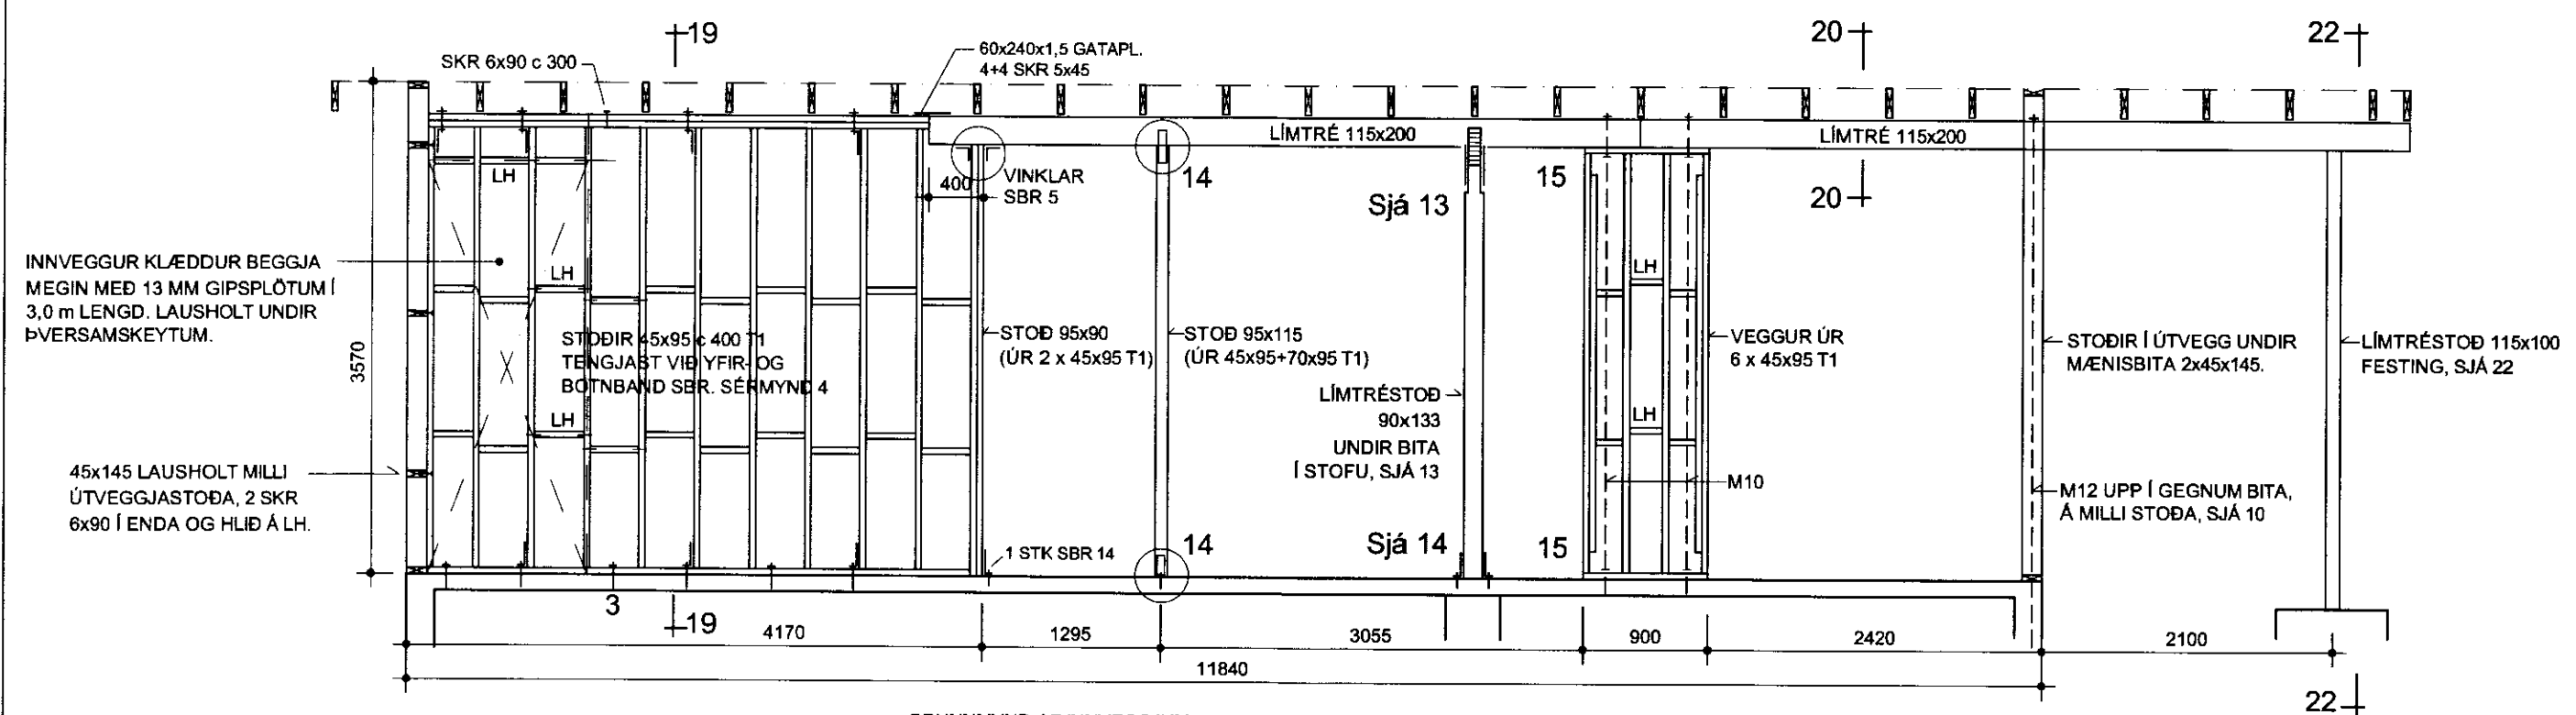 19
20
22
SKR 6x90 c 300
60x240x1,5 GATAPL.
4+4 SKR 5x45
LÍMTRÉ 115x200
LÍMTRÉ 115x200
LH
400
VINKLAR
SBR 5
14
Sjá 13
15
20
INNVEGGUR KLÆDDUR BEGGJA
MEGIN MEÐ 13 MM GIPSPLÖTUM Í
3,0 m LENGD. LAUSHOLT UNDIR
ÞVERSAMSKEYTUM.
LH
LH
3570
STOÐIR 45x95 c 400 T1
TENGJAST VIÐ YFIR- OG
BOTNBAND SBR. SÉRMYND 4
STOÐ 95x90
(ÚR 2 x 45x95 T1)
STOÐ 95x115
(ÚR 45x95+70x95 T1)
VEGGUR ÚR
6 x 45x95 T1
STOÐIR Í ÚTVEGG UNDIR
MÆNISBITA 2x45x145.
LÍMTRÉSTOÐ 115x100
FESTING, SJÁ 22
LÍMTRÉSTOÐ
90x133
UNDIR BITA
Í STOFU, SJÁ 13
LH
LH
45x145 LAUSHOLT MILLI
ÚTVEGGJASTOÐA, 2 SKR
6x90 Í ENDA OG HLIÐ Á LH.
M10
M12 UPP Í GEGNUM BITA,
Á MILLI STOÐA, SJÁ 10
1 STK SBR 14
14
Sjá 14
15
3
19
4170
1295
3055
900
2420
2100
11840
22